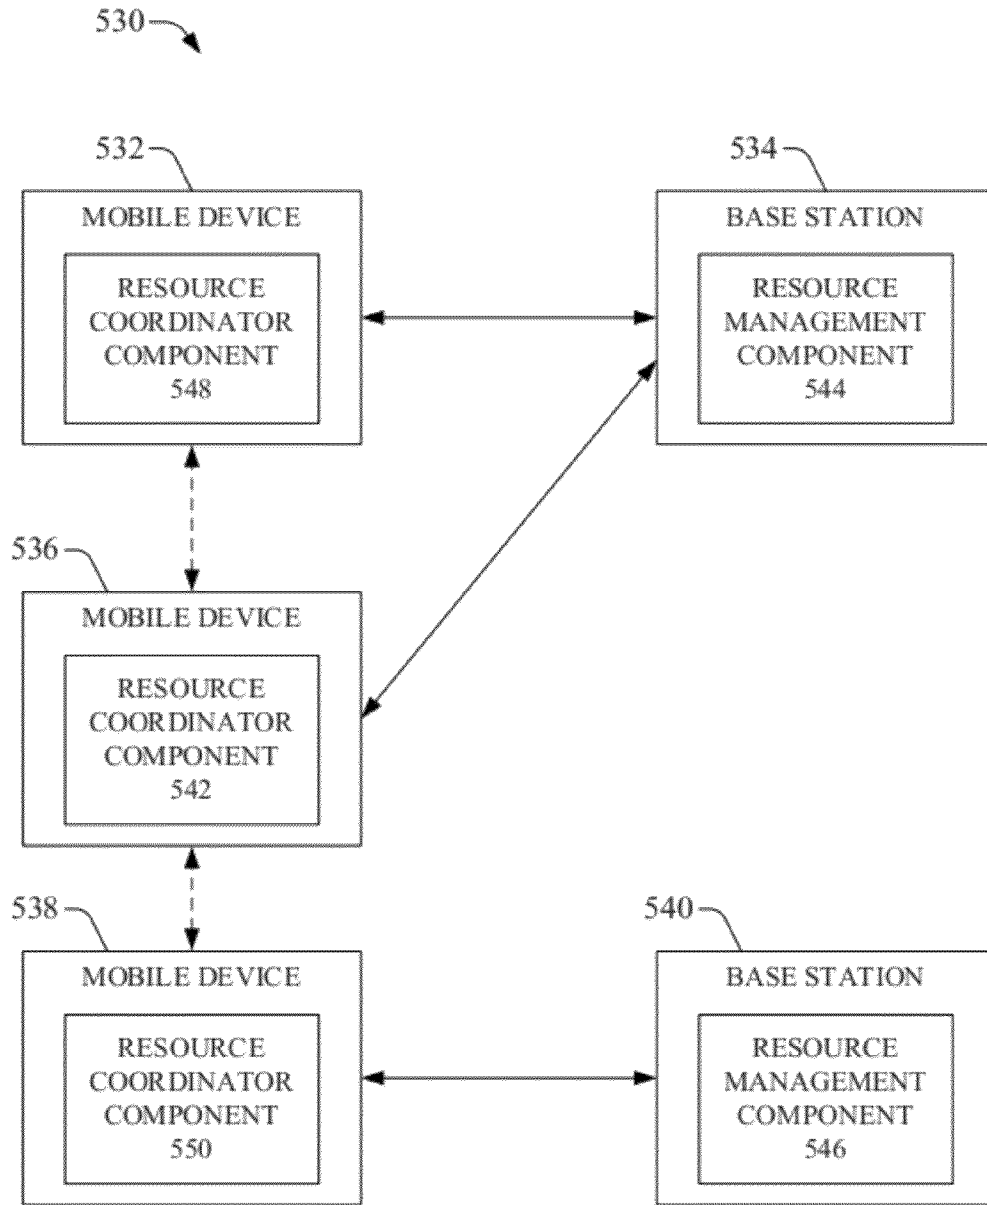 530
532
534
MOBILE DEVICE
BASE STATION
RESOURCE
COORDINATOR
COMPONENT
548
RESOURCE
MANAGEMENT
COMPONENT
544
536
MOBILE DEVICE
RESOURCE
COORDINATOR
COMPONENT
542
538
540
MOBILE DEVICE
BASE STATION
RESOURCE
COORDINATOR
COMPONENT
550
RESOURCE
MANAGEMENT
COMPONENT
546